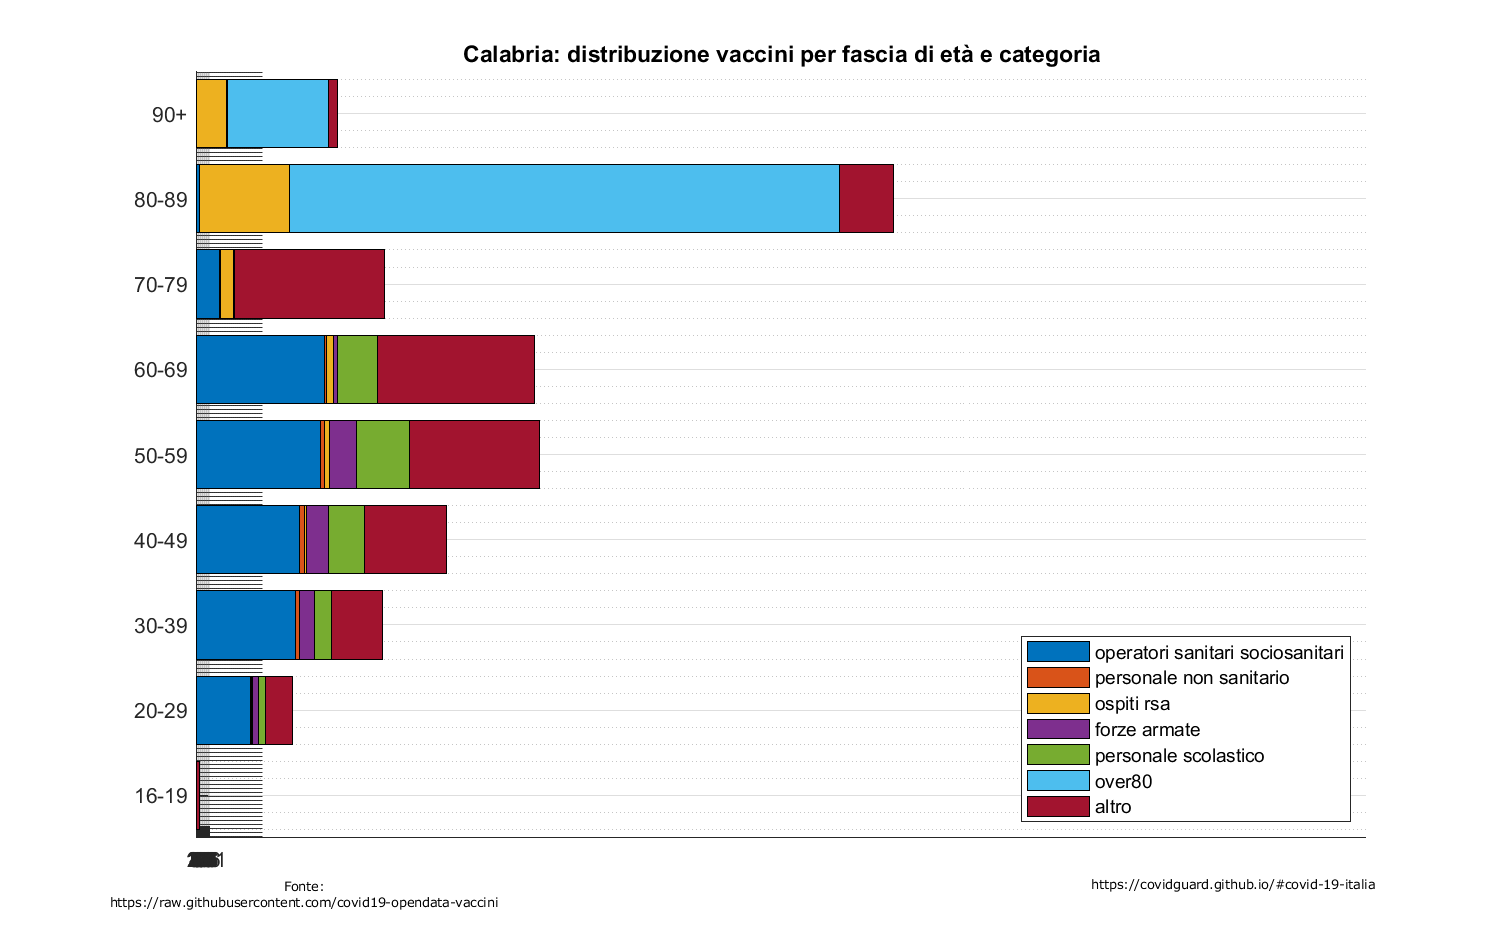 Calabria: distribuzione vaccini per fascia di età e categoria
90+
80-89
70-79
60-69
50-59
40-49
30-39
20-29
16-19
operatori sanitari sociosanitari
personale non sanitario
ospiti rsa
forze armate
personale scolastico
over80
altro
Fonte:
https://raw.githubusercontent.com/covid19-opendata-vaccini
https://covidguard.github.io/#covid-19-italia